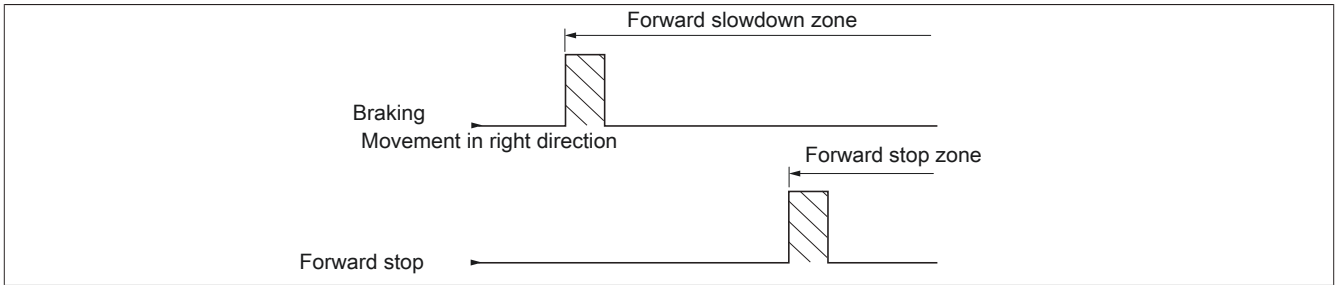 Forward slowdown zone
Braking
Movement in right direction
Forward stop zone
Forward stop